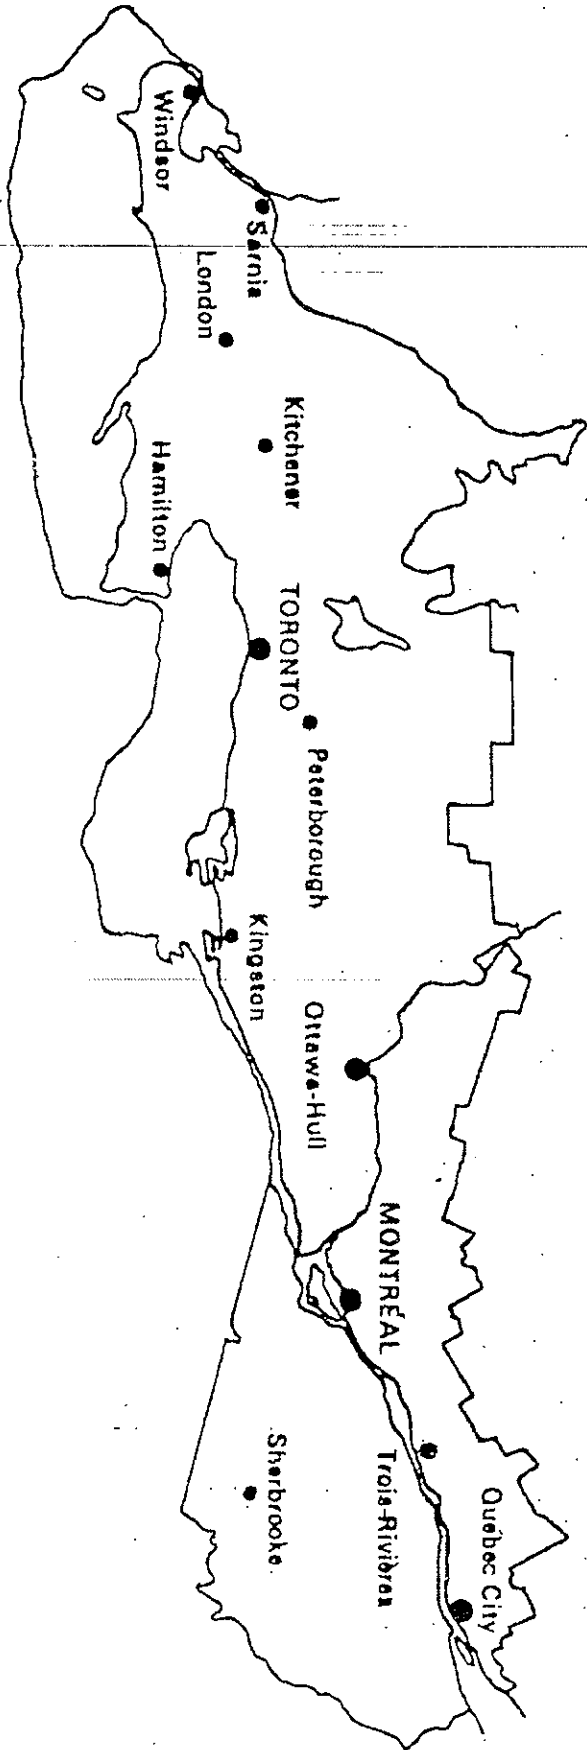 Windsor
Sarnia
London
Kitchener
Hamilton
TORONTO
Peterborough
Kingston
Ottawa-Hull
MONTRÉAL
Trois-Rivières
Québec City
Sherbrooke